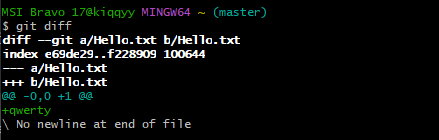 MSI Bravo 17@kiqqyy MINGW64 ~ (master)
$ git diff
diff --git a/Hello.txt b/Hello.txt
index e69de29..f228909 100644
--- a/Hello.txt
+++ b/Hello.txt
@@ -0,0 +1 @@
+qwerty
\ No newline at end of file